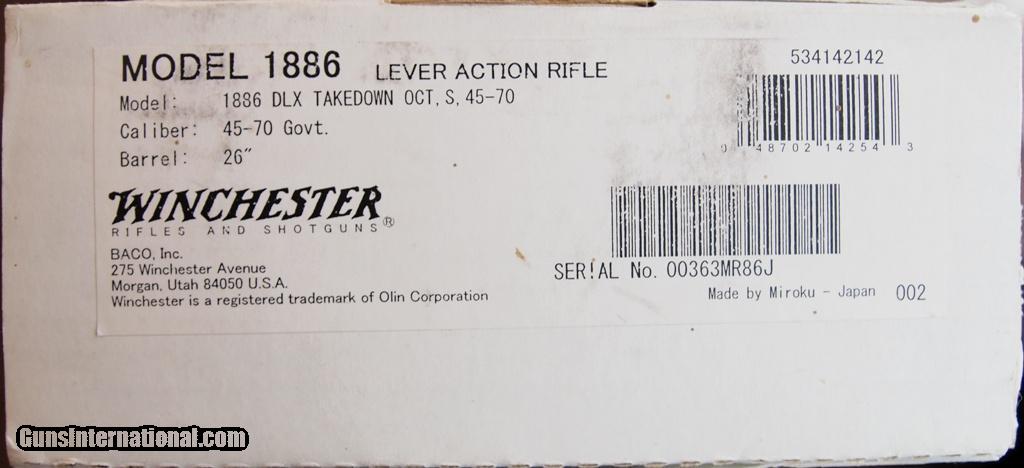 MODEL 1886 LEVER ACTION RIFLE
534142142
Model: 1886 DLX TAKEDOWN OCT, S, 45-70
Caliber: 45-70 Govt.
Barrel: 26"
0 48702 14254 3
WINCHESTER®
RIFLES AND SHOTGUNS
BACO, Inc.
275 Winchester Avenue
Morgan, Utah 84050 U.S.A.
Winchester is a registered trademark of Olin Corporation
SERIAL No. 00363MR86J
Made by Miroku - Japan 002
GunsInternational.com